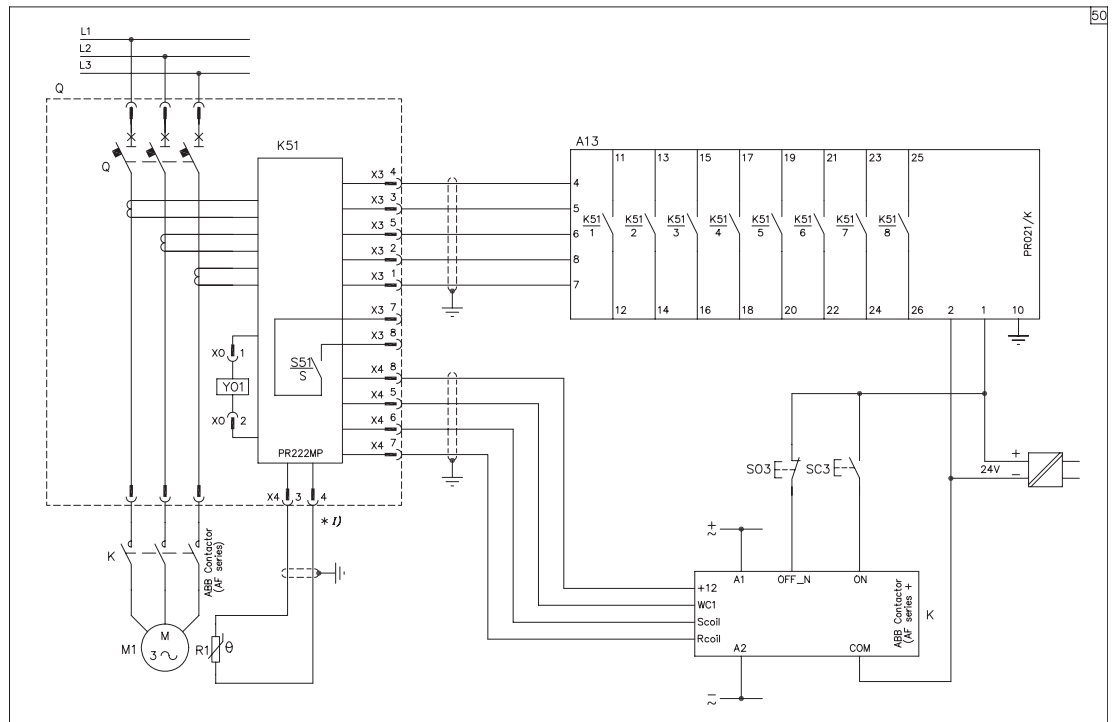 50
L1
L2
L3
Q
Q
K51
PR222MP
X3 4
X3 3
X3 5
X3 2
X3 1
X3 7
X3 8
X4 8
X4 5
X4 6
X4 7
S51
S
X0 1
Y01
X0 2
X4 3 4
* 1)
K
ABB Contactor
(AF series)
M1
M
3 ~
R1
θ
A13
11 13 15 17 19 21 23 25
4
5
6
8
7
K51
1
K51
2
K51
3
K51
4
K51
5
K51
6
K51
7
K51
8
PR021/K
12 14 16 18 20 22 24 26 2 1 10
SO3
SC3
+
24V
−
+
~
A1 OFF_N ON
+12
WC1
Scoil
Rcoil
A2 COM
ABB Contactor
(AF series +
K
−
~